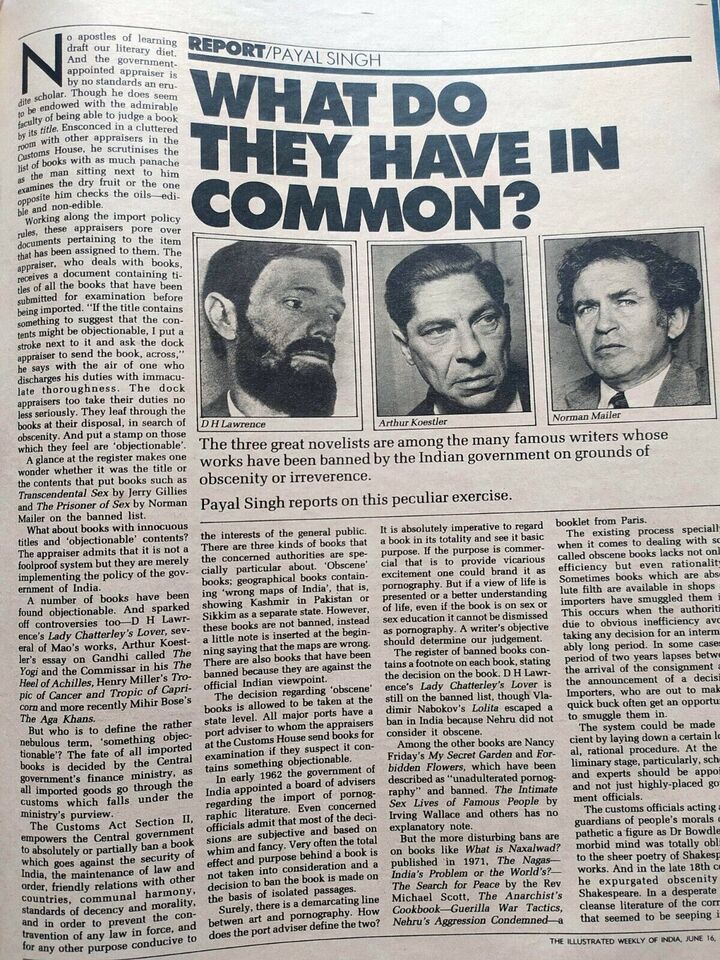 REPORT/PAYAL SINGH
WHAT DO
THEY HAVE IN
COMMON?
D H Lawrence
Arthur Koestler
Norman Mailer
The three great novelists are among the many famous writers whose
works have been banned by the Indian government on grounds of
obscenity or irreverence.
Payal Singh reports on this peculiar exercise.
No apostles of learning
draft our literary diet.
And the government-
appointed appraiser is
by no standards an eru-
dite scholar. Though he does seem
to be endowed with the admirable
faculty of being able to judge a book
by its title. Ensconced in a cluttered
room with other appraisers in the
Customs House, he scrutinises the
list of books with as much panache
as the man sitting next to him
examines the dry fruit or the one
opposite him checks the oils—edi-
ble and non-edible.
Working along the import policy
rules, these appraisers pore over
documents pertaining to the item
that has been assigned to them. The
appraiser, who deals with books,
receives a document containing ti-
tles of all the books that have been
submitted for examination before
being imported. "If the title contains
something to suggest that the con-
tents might be objectionable, I put a
stroke next to it and ask the dock
appraiser to send the book, across,"
he says with the air of one who
discharges his duties with immacu-
late thoroughness. The dock
appraisers too take their duties no
less seriously. They leaf through the
books at their disposal, in search of
obscenity. And put a stamp on those
which they feel are 'objectionable'.
A glance at the register makes one
wonder whether it was the title or
the contents that put books such as
Transcendental Sex by Jerry Gillies
and The Prisoner of Sex by Norman
Mailer on the banned list.
What about books with innocuous
titles and 'objectionable' contents?
The appraiser admits that it is not a
foolproof system but they are merely
implementing the policy of the gov-
ernment of India.
A number of books have been
found objectionable. And sparked
off controversies too—D H Lawr-
ence's Lady Chatterley's Lover, sev-
eral of Mao's works, Arthur Koest-
ler's essay on Gandhi called The
Yogi and the Commissar in his The
Heel of Achilles, Henry Miller's Tro-
pic of Cancer and Tropic of Capri-
corn and more recently Mihir Bose's
The Aga Khans.
But who is to define the rather
nebulous term, 'something objec-
tionable'? The fate of all imported
books is decided by the Central
government's finance ministry, as
all imported goods go through the
customs which falls under the
ministry's purview.
The Customs Act Section II,
empowers the Central government
to absolutely or partially ban a book
which goes against the security of
India, the maintenance of law and
order, friendly relations with other
countries, communal harmony,
standards of decency and morality,
and in order to prevent the con-
travention of any law in force, and
for any other purpose conducive to
the interests of the general public.
There are three kinds of books that
the concerned authorities are spe-
cially particular about. 'Obscene'
books; geographical books contain-
ing 'wrong maps of India', that is,
showing Kashmir in Pakistan or
Sikkim as a separate state. However,
these books are not banned, instead
a little note is inserted at the begin-
ning saying that the maps are wrong.
There are also books that have been
banned because they are against the
official Indian viewpoint.
The decision regarding 'obscene'
books is allowed to be taken at the
state level. All major ports have a
port adviser to whom the appraisers
at the Customs House send books for
examination if they suspect it con-
tains something objectionable.
In early 1962 the government of
India appointed a board of advisers
regarding the import of pornog-
raphic literature. Even concerned
officials admit that most of the deci-
sions are subjective and based on
whim and fancy. Very often the total
effect and purpose behind a book is
not taken into consideration and a
decision to ban the book is made on
the basis of isolated passages.
Surely, there is a demarcating line
between art and pornography. How
does the port adviser define the two?
It is absolutely imperative to regard
a book in its totality and see it basic
purpose. If the purpose is commer-
cial that is to provide vicarious
excitement one could brand it as
pornography. But if a view of life is
presented or a better understanding
of life, even if the book is on sex or
sex education it cannot be dismissed
as pornography. A writer's objective
should determine our judgement.
The register of banned books con-
tains a footnote on each book, stating
the decision on the book. D H Lawr-
ence's Lady Chatterley's Lover is
still on the banned list, though Vla-
dimir Nabokov's Lolita escaped a
ban in India because Nehru did not
consider it obscene.
Among the other books are Nancy
Friday's My Secret Garden and For-
bidden Flowers, which have been
described as "unadulterated pornog-
raphy" and banned. The Intimate
Sex Lives of Famous People by
Irving Wallace and others has no
explanatory note.
But the more disturbing bans are
on books like What is Naxalwad?
published in 1971, The Nagas—
India's Problem or the World's?—
The Search for Peace by the Rev
Michael Scott, The Anarchist's
Cookbook—Guerilla War Tactics,
Nehru's Aggression Condemned—a
booklet from Paris.
The existing process speciall
when it comes to dealing with so
called obscene books lacks not onl
efficiency but even rationality
Sometimes books which are abs
lute filth are available in shops
importers have smuggled them i
This occurs when the authoriti
due to obvious inefficiency avo
taking any decision for an interm
ably long period. In some cases
period of two years lapses betwe
the arrival of the consignment a
the announcement of a decisi
Importers, who are out to mak
quick buck often get an opportu
to smuggle them in.
The system could be made
cient by laying down a certain lo
al, rational procedure. At the
liminary stage, particularly, sch
and experts should be appo
and not just highly-placed go
ment officials.
The customs officials acting
guardians of people's morals
pathetic a figure as Dr Bowdle
morbid mind was totally obli
to the sheer poetry of Shakesp
works. And in the late 18th c
he expurgated obscenity
Shakespeare. In a desperate
cleanse literature of the corr
that seemed to be seeping i
THE ILLUSTRATED WEEKLY OF INDIA, JUNE 16,